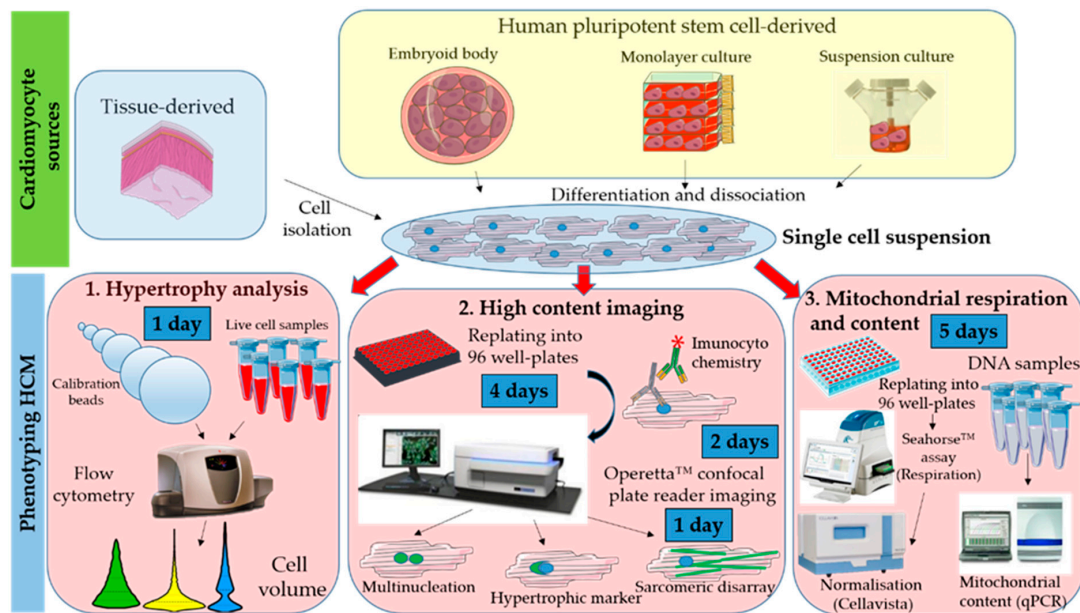 Cardiomyocyte
sources
Tissue-derived
Human pluripotent stem cell-derived
Embryoid body
Monolayer culture
Suspension culture
Differentiation and dissociation
Cell
isolation
Single cell suspension
Phenotyping HCM
1. Hypertrophy analysis
1 day
Live cell samples
Calibration
beads
Flow
cytometry
Cell
volume
2. High content imaging
Replating into
96 well-plates
Imunocyto
chemistry
4 days
2 days
Operetta™ confocal
plate reader imaging
1 day
Multinucleation
Hypertrophic marker
Sarcomeric disarray
3. Mitochondrial respiration
and content
5 days
DNA samples
Replating into
96 well-plates
Seahorse™
assay
(Respiration)
Normalisation
(Cellavista)
Mitochondrial
content (qPCR)